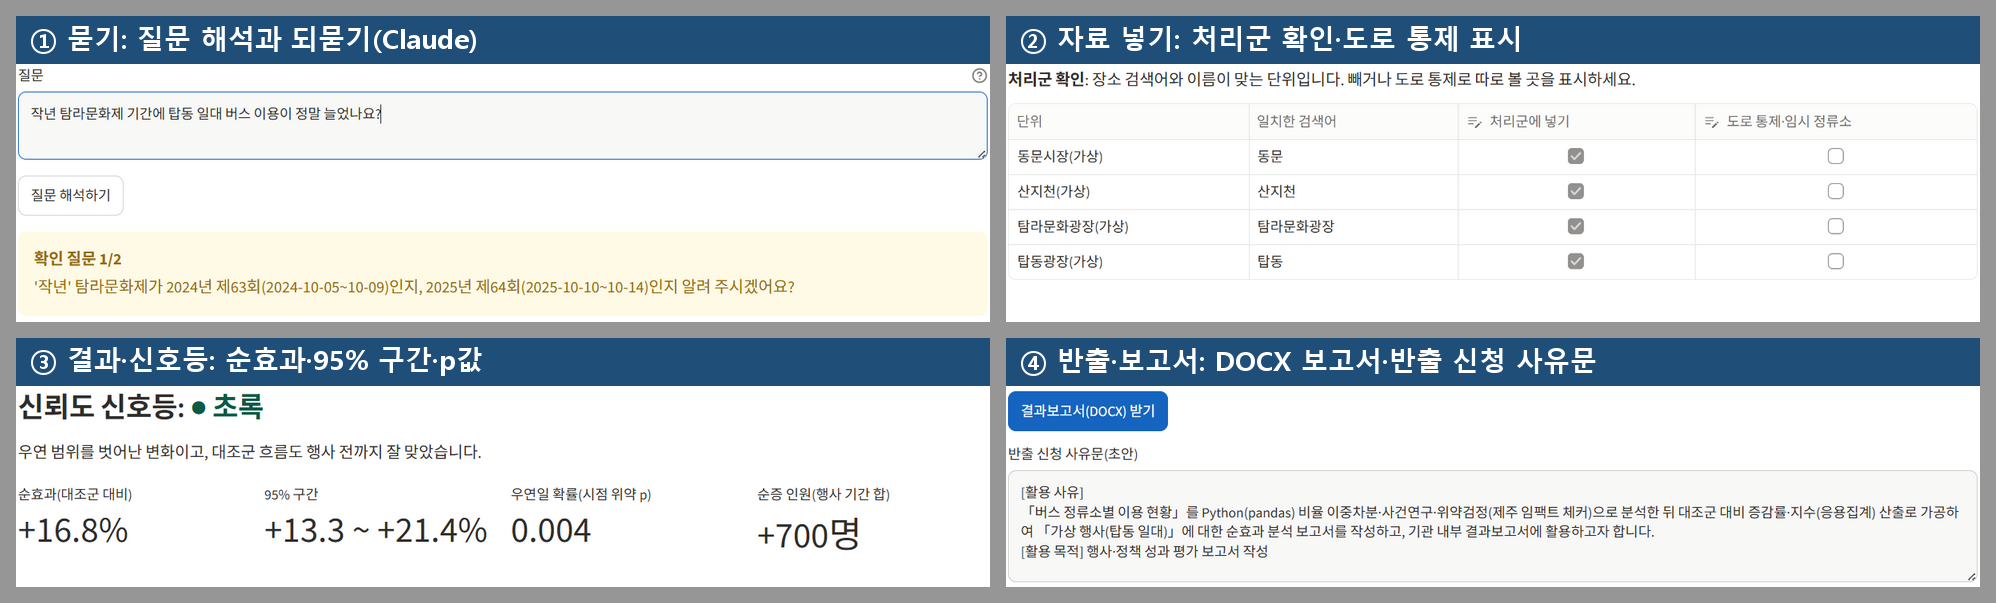 ① 묻기: 질문 해석과 되묻기(Claude)
질문
작년 탐라문화제 기간에 탑동 일대 버스 이용이 정말 늘었나요?
질문 해석하기
확인 질문 1/2
'작년' 탐라문화제가 2024년 제63회(2024-10-05~10-09)인지, 2025년 제64회(2025-10-10~10-14)인지 알려 주시겠어요?
② 자료 넣기: 처리군 확인·도로 통제 표시
처리군 확인: 장소 검색어와 이름이 맞는 단위입니다. 빼거나 도로 통제로 따로 볼 곳을 표시하세요.
단위 일치한 검색어 처리군에 넣기 도로 통제·임시 정류소
동문시장(가상) 동문
산지천(가상) 산지천
탐라문화광장(가상) 탐라문화광장
탑동광장(가상) 탑동
③ 결과·신호등: 순효과·95% 구간·p값
신뢰도 신호등: ● 초록
우연 범위를 벗어난 변화이고, 대조군 흐름도 행사 전까지 잘 맞았습니다.
순효과(대조군 대비) 95% 구간 우연일 확률(시점 위약 p) 순증 인원(행사 기간 합)
+16.8% +13.3 ~ +21.4% 0.004 +700명
④ 반출·보고서: DOCX 보고서·반출 신청 사유문
결과보고서(DOCX) 받기
반출 신청 사유문(초안)
[활용 사유]
「버스 정류소별 이용 현황」를 Python(pandas) 비율 이중차분·사건연구·위약검정(제주 임팩트 체커)으로 분석한 뒤 대조군 대비 증감률·지수(응용집계) 산출로 가공하
여 「가상 행사(탑동 일대)」에 대한 순효과 분석 보고서를 작성하고, 기관 내부 결과보고서에 활용하고자 합니다.
[활용 목적] 행사·정책 성과 평가 보고서 작성